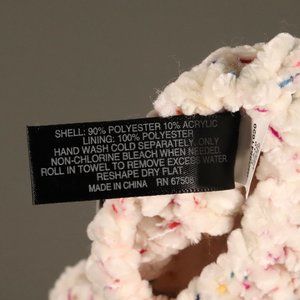 SHELL: 90% POLYESTER 10% ACRYLIC
LINING: 100% POLYESTER
HAND WASH COLD SEPARATELY. ONLY
NON-CHLORINE BLEACH WHEN NEEDED.
ROLL IN TOWEL TO REMOVE EXCESS WATER
RESHAPE DRY FLAT.
MADE IN CHINA RN 67508